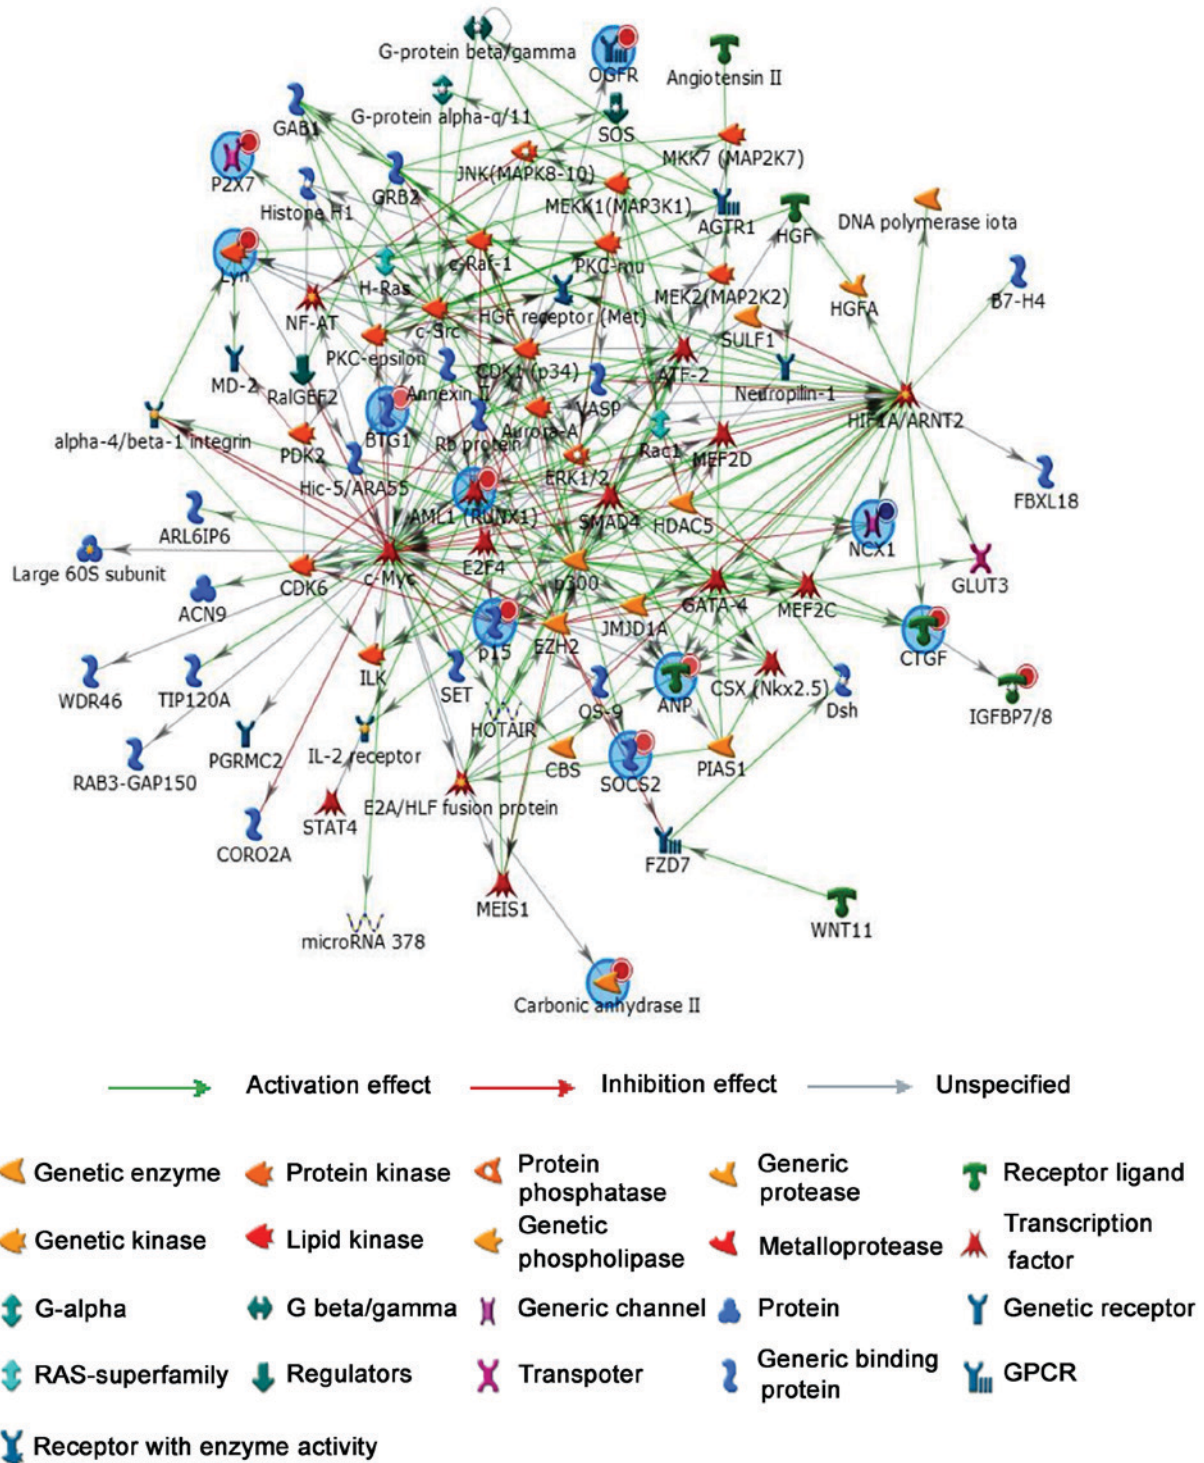 G-protein beta/gamma
OGFR
Angiotensin II
G-protein alpha-q/11
GAB1
SOS
MKK7 (MAP2K7)
JNK(MAPK8-10)
P2X7
GRB2
Histone H1
MEKK1(MAP3K1)
AGTR1
HGF
DNA polymerase iota
c-Raf-1
PKC-mu
Lyn
H-Ras
MEK2(MAP2K2)
B7-H4
HGFA
NF-AT
c-Src
HGF receptor (Met)
SULF1
PKC-epsilon
CDK1 (p34)
ATF-2
MD-2
RalGEF2
Annexin II
VASP
Neuropilin-1
HIF1A/ARNT2
alpha-4/beta-1 integrin
BTG1
Rb protein
Aurora-A
Rac1
PDK2
MEF2D
ERK1/2
Hic-5/ARA55
FBXL18
AML1 (RUNX1)
SMAD4
HDAC5
ARL6IP6
NCX1
Large 60S subunit
CDK6
c-Myc
E2F4
p300
GLUT3
ACN9
GATA-4
MEF2C
JMJD1A
p15
EZH2
CTGF
WDR46
TIP120A
ILK
SET
OS-9
ANP
CSX (Nkx2.5)
Dsh
IGFBP7/8
HOTAIR
PGRMC2
IL-2 receptor
RAB3-GAP150
CBS
SOCS2
PIAS1
STAT4
E2A/HLF fusion protein
CORO2A
FZD7
MEIS1
WNT11
microRNA 378
Carbonic anhydrase II
Activation effect
Inhibition effect
Unspecified
Genetic enzyme
Protein kinase
Protein
phosphatase
Generic
protease
Receptor ligand
Genetic kinase
Lipid kinase
Genetic
phospholipase
Metalloprotease
Transcription
factor
G-alpha
G beta/gamma
Generic channel
Protein
Genetic receptor
RAS-superfamily
Regulators
Transpoter
Generic binding
protein
GPCR
Receptor with enzyme activity